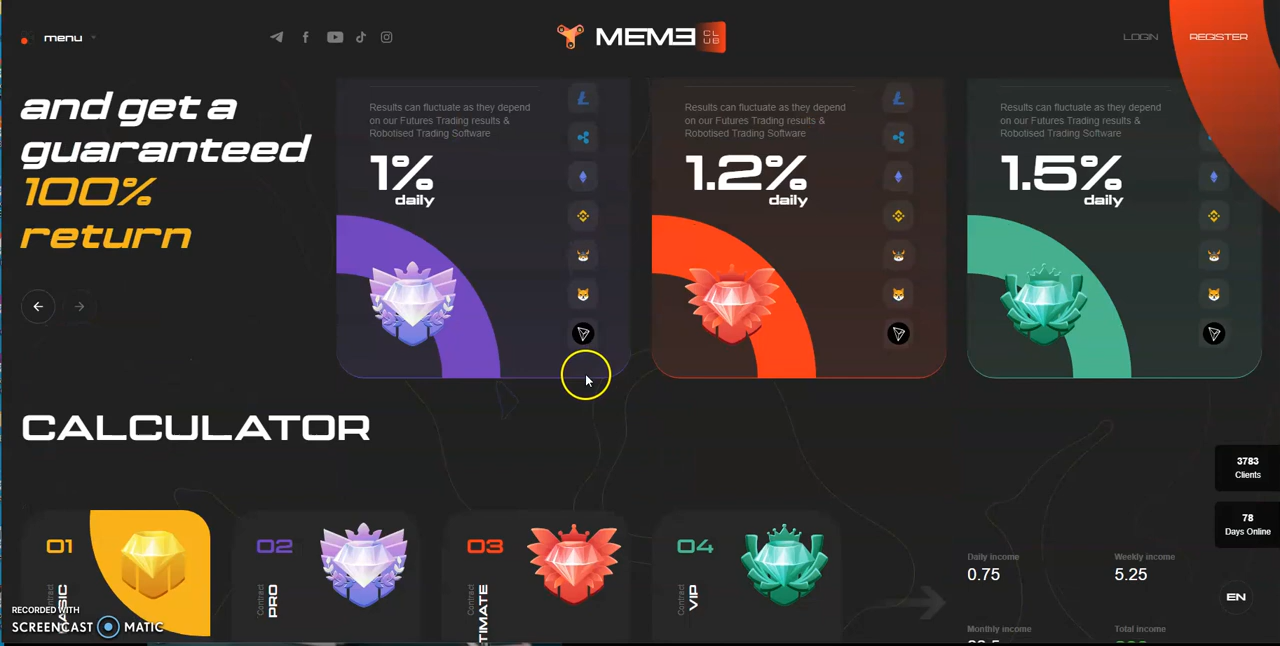 menu
MEME
CLUB
LOGIN
REGISTER
and get a
guaranteed
100%
return
Results can fluctuate as they depend
on our Futures Trading results &
Robotised Trading Software
1%
daily
Results can fluctuate as they depend
on our Futures Trading results &
Robotised Trading Software
1.2%
daily
Results can fluctuate as they depend
on our Futures Trading results &
Robotised Trading Software
1.5%
daily
CALCULATOR
3783
Clients
78
Days Online
01
Contract
02
Contract
PRO
03
Contract
04
Contract
VIP
Daily income
0.75
Weekly income
5.25
Monthly income
Total income
EN
RECORDED WITH
SCREENCAST MATIC